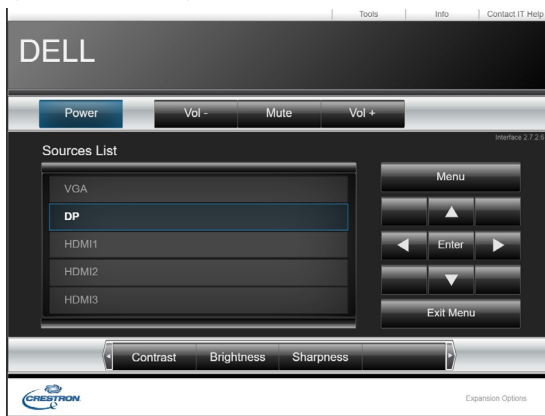 Tools Info Contact IT Help
DELL
Power Vol - Mute Vol +
Interface 2.7.2.6
Sources List
VGA
DP
HDMI1
HDMI2
HDMI3
Menu
Enter
Exit Menu
Contrast Brightness Sharpness
CRESTRON
Expansion Options